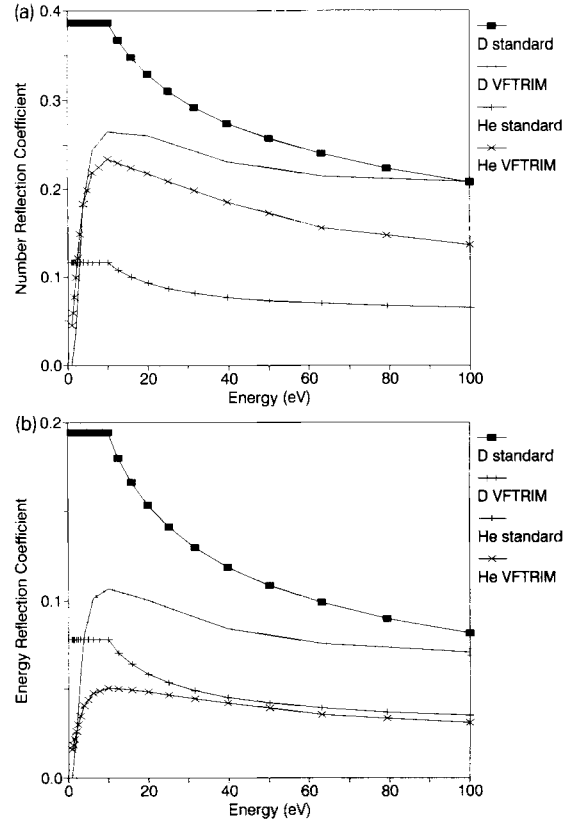 (a)
0.4
0.3
0.2
0.1
0.0
Number Reflection Coefficient
0 20 40 60 80 100
Energy (eV)
D standard
D VFTRIM
He standard
He VFTRIM
(b)
0.2
0.1
0.0
Energy Reflection Coefficient
0 20 40 60 80 100
Energy (eV)
D standard
D VFTRIM
He standard
He VFTRIM